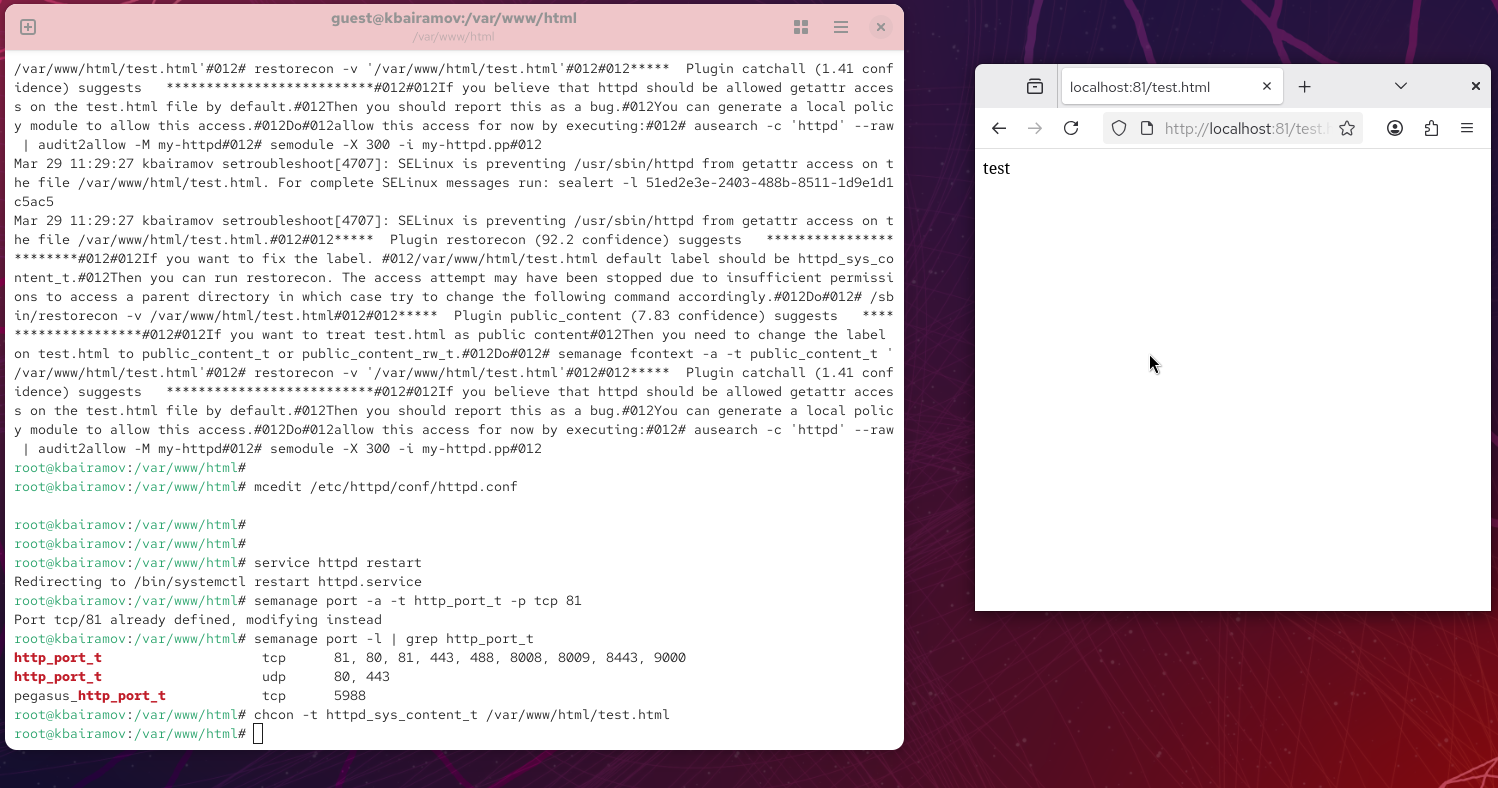 guest@kbairamov:/var/www/html
/var/www/html
/var/www/html/test.html'#012# restorecon -v '/var/www/html/test.html'#012#012*****  Plugin catchall (1.41 conf
idence) suggests   **************************#012#012If you believe that httpd should be allowed getattr acces
s on the test.html file by default.#012Then you should report this as a bug.#012You can generate a local polic
y module to allow this access.#012Do#012allow this access for now by executing:#012# ausearch -c 'httpd' --raw
 | audit2allow -M my-httpd#012# semodule -X 300 -i my-httpd.pp#012
Mar 29 11:29:27 kbairamov setroubleshoot[4707]: SELinux is preventing /usr/sbin/httpd from getattr access on t
he file /var/www/html/test.html. For complete SELinux messages run: sealert -l 51ed2e3e-2403-488b-8511-1d9e1d1
c5ac5
Mar 29 11:29:27 kbairamov setroubleshoot[4707]: SELinux is preventing /usr/sbin/httpd from getattr access on t
he file /var/www/html/test.html.#012#012*****  Plugin restorecon (92.2 confidence) suggests   ****************
********#012#012If you want to fix the label. #012/var/www/html/test.html default label should be httpd_sys_co
ntent_t.#012Then you can run restorecon. The access attempt may have been stopped due to insufficient permissi
ons to access a parent directory in which case try to change the following command accordingly.#012Do#012# /sb
in/restorecon -v /var/www/html/test.html#012#012*****  Plugin public_content (7.83 confidence) suggests   ****
****************#012#012If you want to treat test.html as public content#012Then you need to change the label
 on test.html to public_content_t or public_content_rw_t.#012Do#012# semanage fcontext -a -t public_content_t '
/var/www/html/test.html'#012# restorecon -v '/var/www/html/test.html'#012#012*****  Plugin catchall (1.41 conf
idence) suggests   **************************#012#012If you believe that httpd should be allowed getattr acces
s on the test.html file by default.#012Then you should report this as a bug.#012You can generate a local polic
y module to allow this access.#012Do#012allow this access for now by executing:#012# ausearch -c 'httpd' --raw
 | audit2allow -M my-httpd#012# semodule -X 300 -i my-httpd.pp#012
root@kbairamov:/var/www/html#
root@kbairamov:/var/www/html# mcedit /etc/httpd/conf/httpd.conf
root@kbairamov:/var/www/html#
root@kbairamov:/var/www/html#
root@kbairamov:/var/www/html# service httpd restart
Redirecting to /bin/systemctl restart httpd.service
root@kbairamov:/var/www/html# semanage port -a -t http_port_t -p tcp 81
Port tcp/81 already defined, modifying instead
root@kbairamov:/var/www/html# semanage port -l | grep http_port_t
http_port_t                    tcp      81, 80, 81, 443, 488, 8008, 8009, 8443, 9000
http_port_t                    udp      80, 443
pegasus_http_port_t            tcp      5988
root@kbairamov:/var/www/html# chcon -t httpd_sys_content_t /var/www/html/test.html
root@kbairamov:/var/www/html#
localhost:81/test.html
http://localhost:81/test.
test